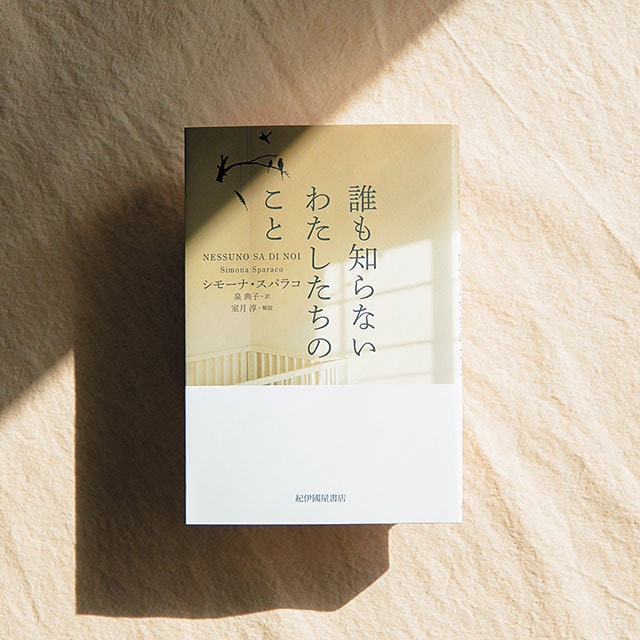 誰も知らない
わたしたちの
こと
NESSUNO SA DI NOI
Simona Sparaco
シモーナ・スパラコ
泉 典子・訳
室月 淳・解説
紀伊國屋書店